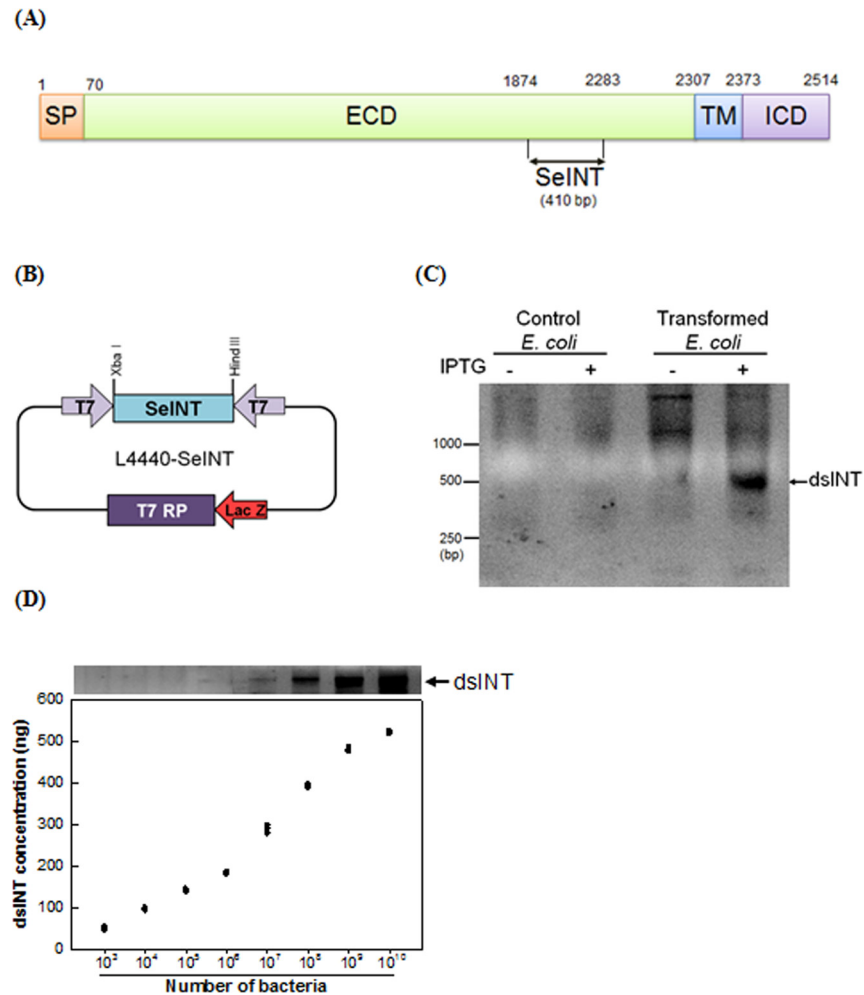 (A)
1 70 1874 2283 2307 2373 2514
SP ECD TM ICD
SeINT
(410 bp)
(B)
Xba I
Hind III
T7 SeINT T7
L4440-SeINT
T7 RP Lac Z
(C)
Control Transformed
E. coli E. coli
IPTG - + - +
1000
500
dsINT
250
(bp)
(D)
dsINT
dsINT concentration (ng)
600
500
400
300
200
100
0
10³ 10⁴ 10⁵ 10⁶ 10⁷ 10⁸ 10⁹ 10¹⁰
Number of bacteria